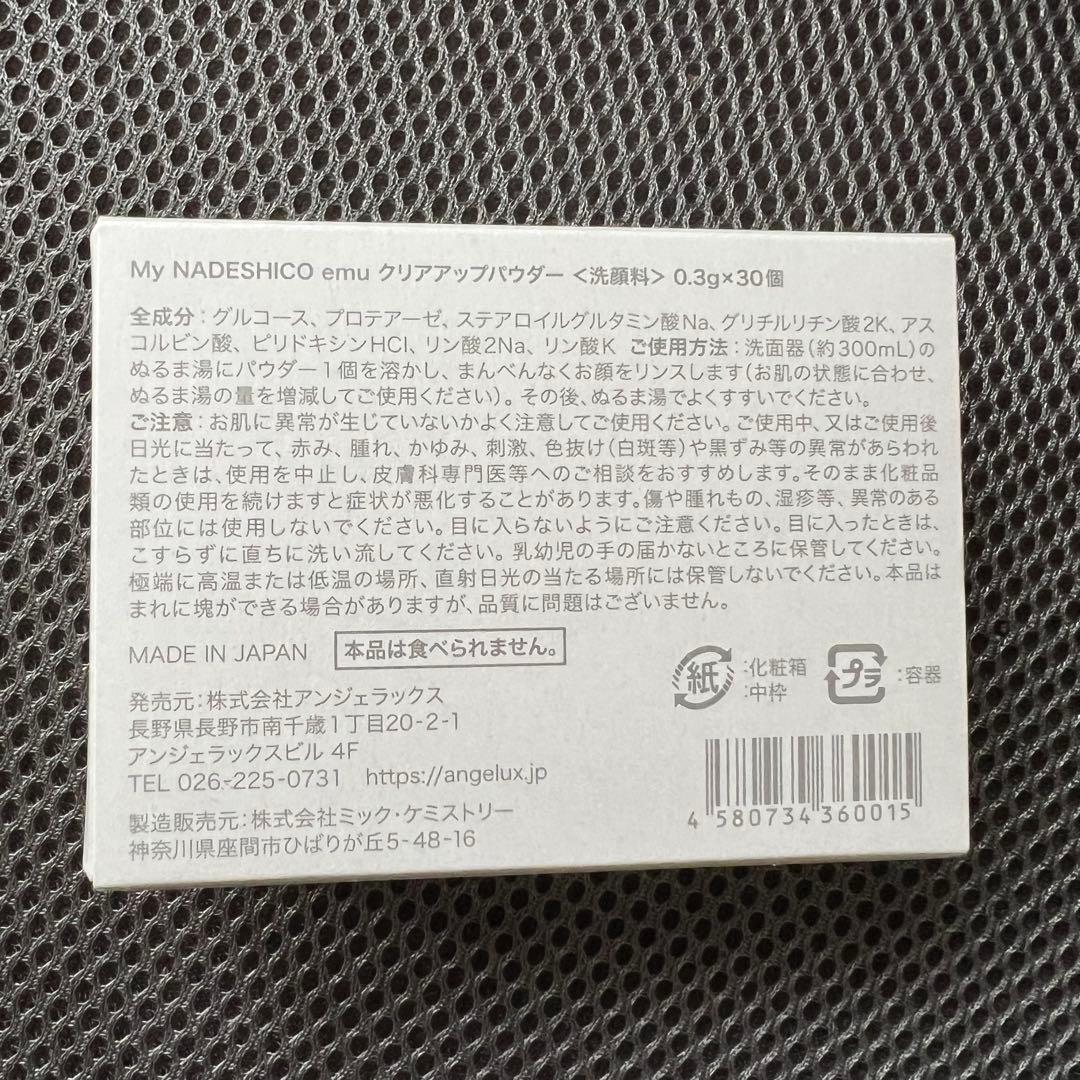 My NADESHICO emu クリアアップパウダー ＜洗顔料＞ 0.3g×30個
全成分：グルコース、プロテアーゼ、ステアロイルグルタミン酸Na、グリチルリチン酸2K、アス
コルビン酸、ピリドキシンHCl、リン酸2Na、リン酸K ご使用方法：洗面器（約300mL）の
ぬるま湯にパウダー1個を溶かし、まんべんなくお顔をリンスします（お肌の状態に合わせ、
ぬるま湯の量を増減してご使用ください）。その後、ぬるま湯でよくすすいでください。
ご注意：お肌に異常が生じていないかよく注意してご使用ください。ご使用中、又はご使用後
日光に当たって、赤み、腫れ、かゆみ、刺激、色抜け（白斑等）や黒ずみ等の異常があらわれ
たときは、使用を中止し、皮膚科専門医等へのご相談をおすすめします。そのまま化粧品
類の使用を続けますと症状が悪化することがあります。傷や腫れもの、湿疹等、異常のある
部位には使用しないでください。目に入らないようにご注意ください。目に入ったときは、
こすらずに直ちに洗い流してください。乳幼児の手の届かないところに保管してください。
極端に高温または低温の場所、直射日光の当たる場所には保管しないでください。本品は
まれに塊ができる場合がありますが、品質に問題はございません。
MADE IN JAPAN 本品は食べられません。
紙：化粧箱
：中枠
プラ：容器
発売元：株式会社アンジェラックス
長野県長野市南千歳1丁目20-2-1
アンジェラックスビル 4F
TEL 026-225-0731 https://angelux.jp
製造販売元：株式会社ミック・ケミストリー
神奈川県座間市ひばりが丘5-48-16
4 580734 360015